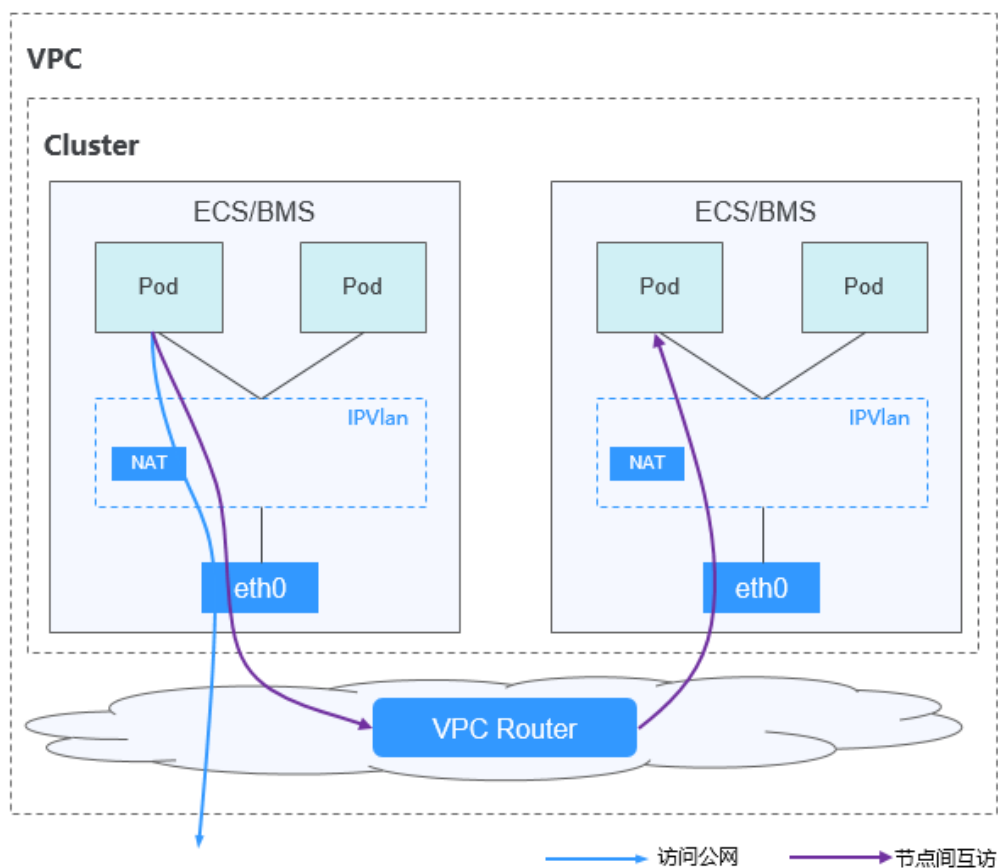 VPC
Cluster
ECS/BMS
ECS/BMS
Pod
Pod
Pod
Pod
IPVlan
IPVlan
NAT
NAT
eth0
eth0
VPC Router
访问公网
节点间互访